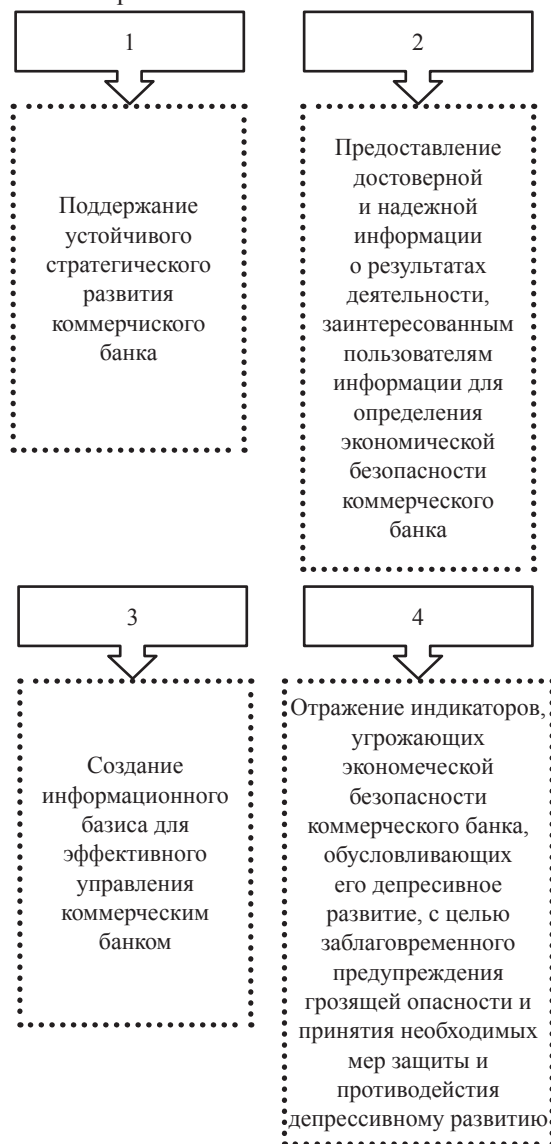 1
Поддержание
устойчивого
стратегического
развития
коммерчиского
банка
2
Предоставление
достоверной
и надежной
информации
о результатах
деятельности,
заинтересованным
пользователям
информации для
определения
экономической
безопасности
коммерческого
банка
3
Создание
информационного
базиса для
эффективного
управления
коммерческим
банком
4
Отражение индикаторов,
угрожающих
экономеческой
безопасности
коммерческого банка,
обусловливающих
его депресивное
развитие, с целью
заблаговременного
предупреждения
грозящей опасности и
принятия необходимых
мер защиты и
противодейстия
депрессивному развитию